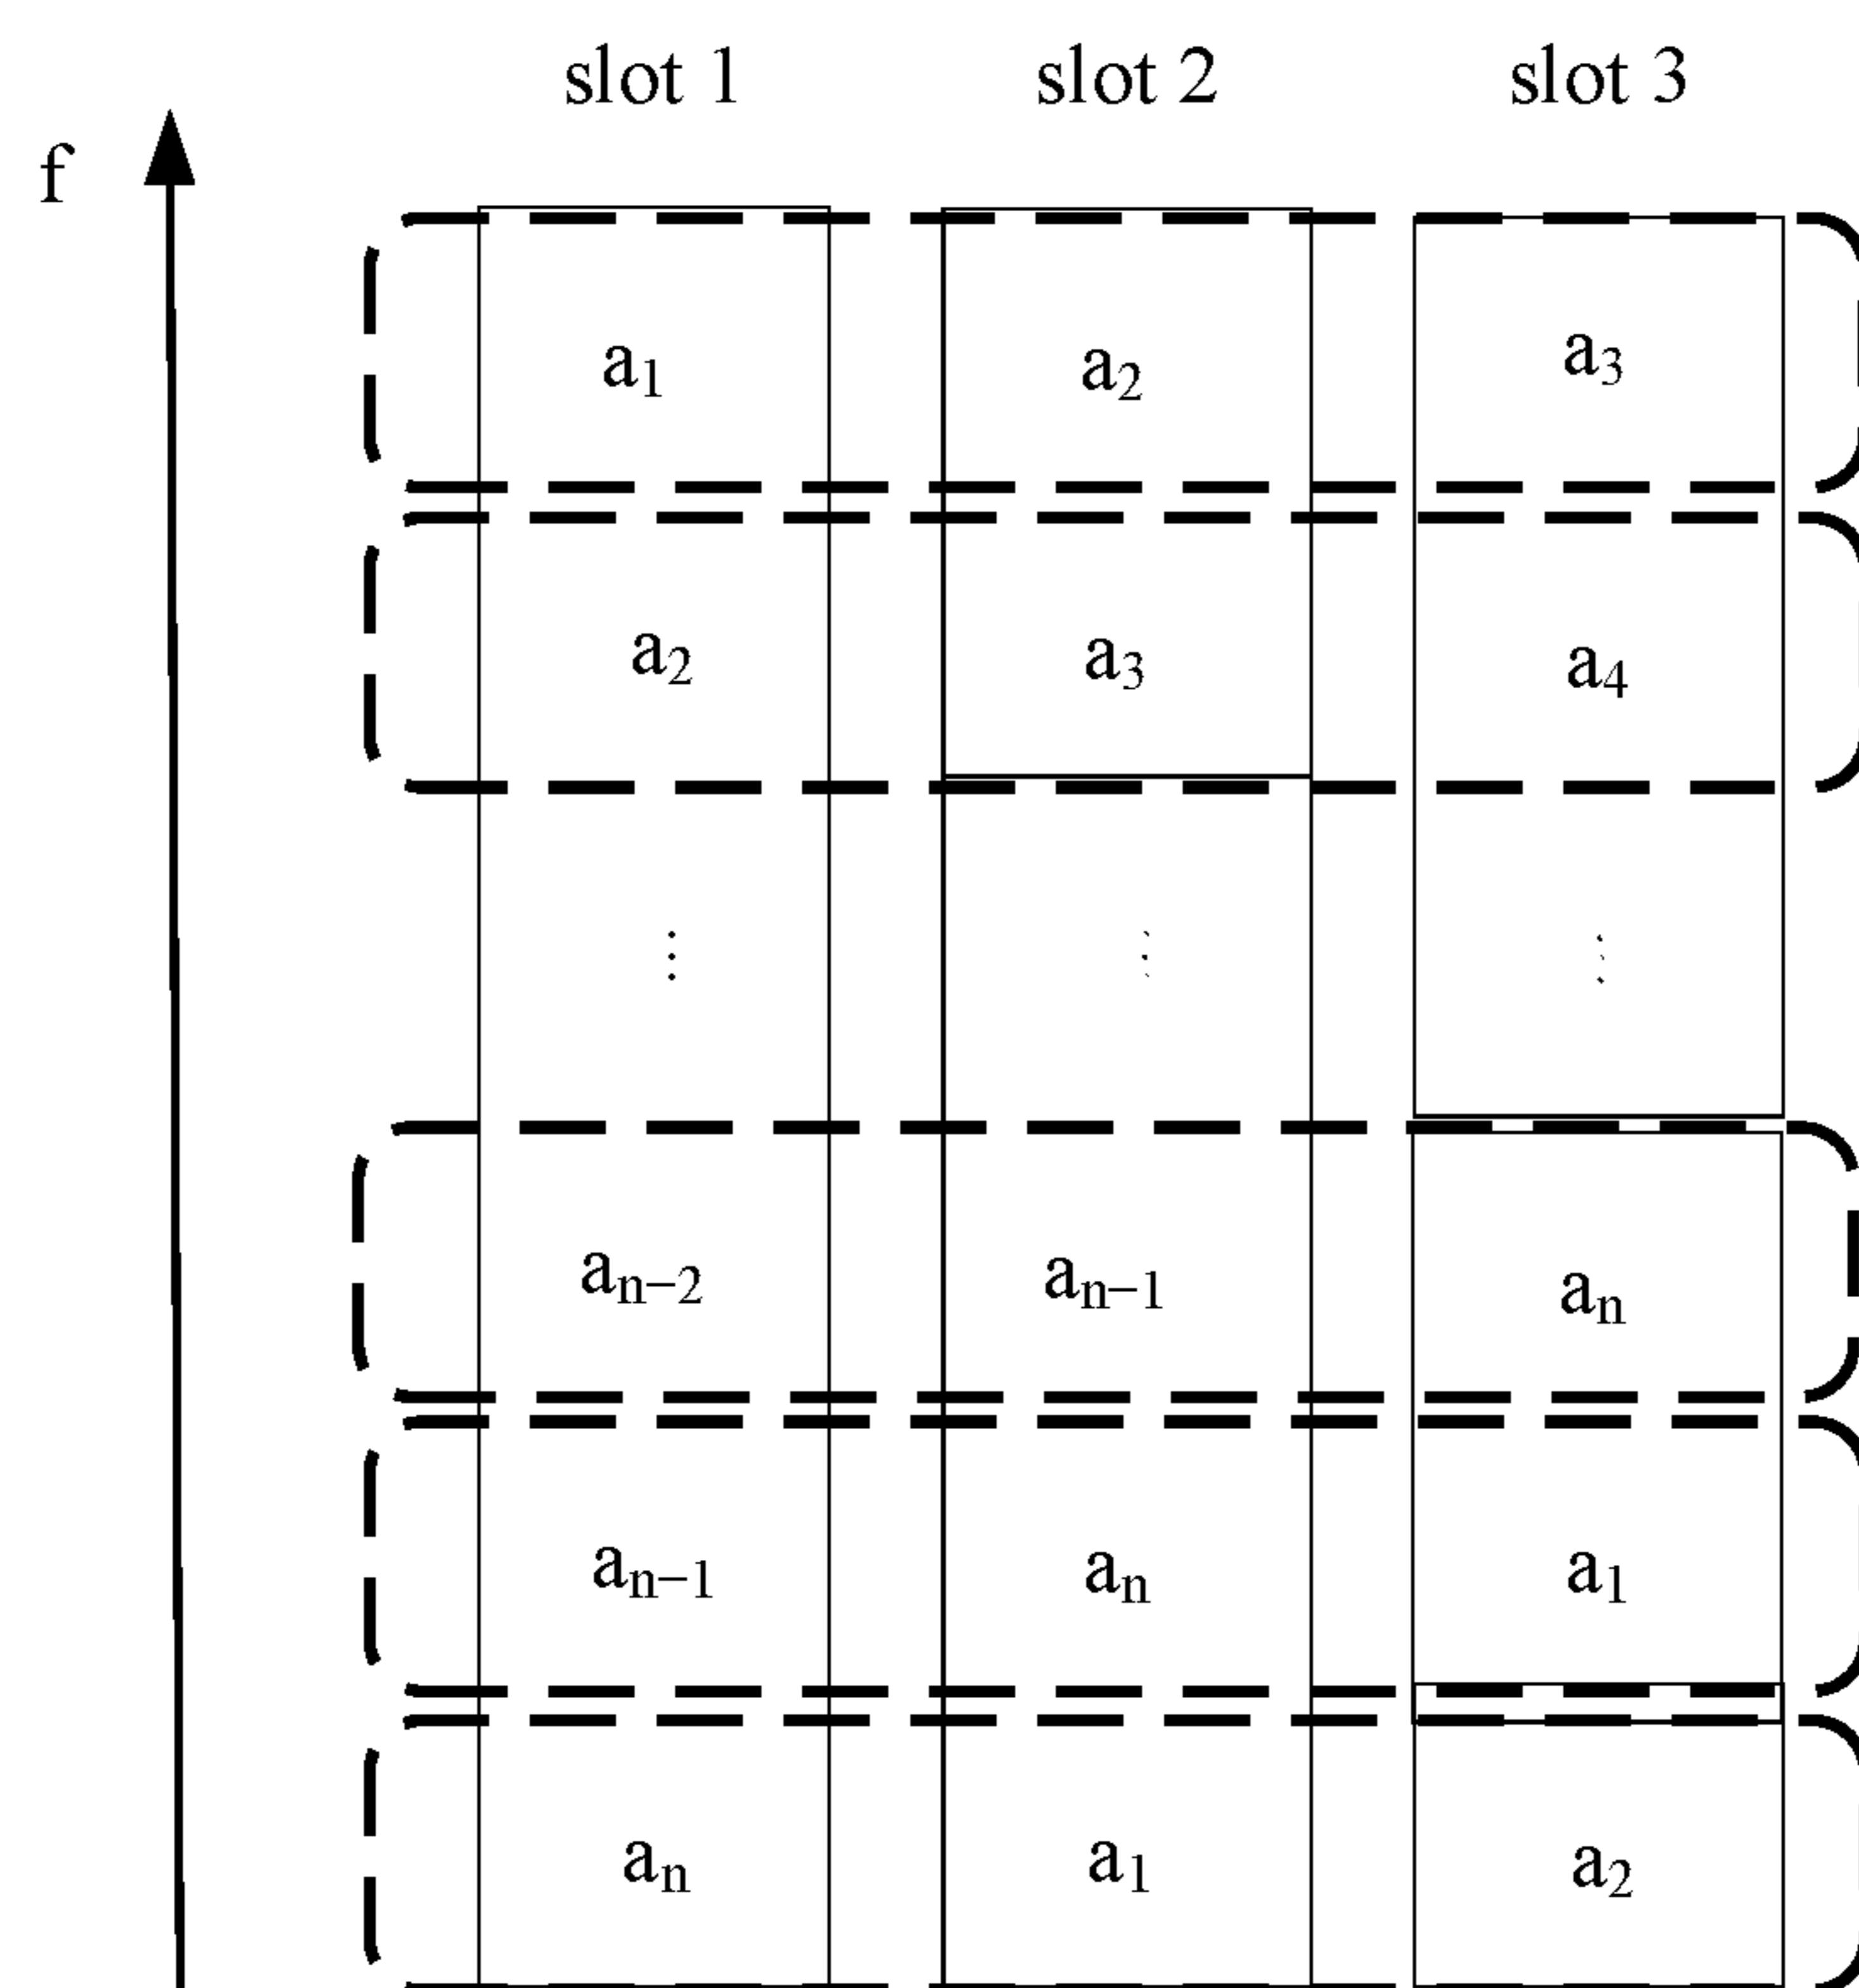 slot 1 slot 2 slot 3
f
a₁ a₂ a₃
a₂ a₃ a₄
⋮ ⋮ ⋮
aₙ₋₂ aₙ₋₁ aₙ
aₙ₋₁ aₙ a₁
aₙ a₁ a₂